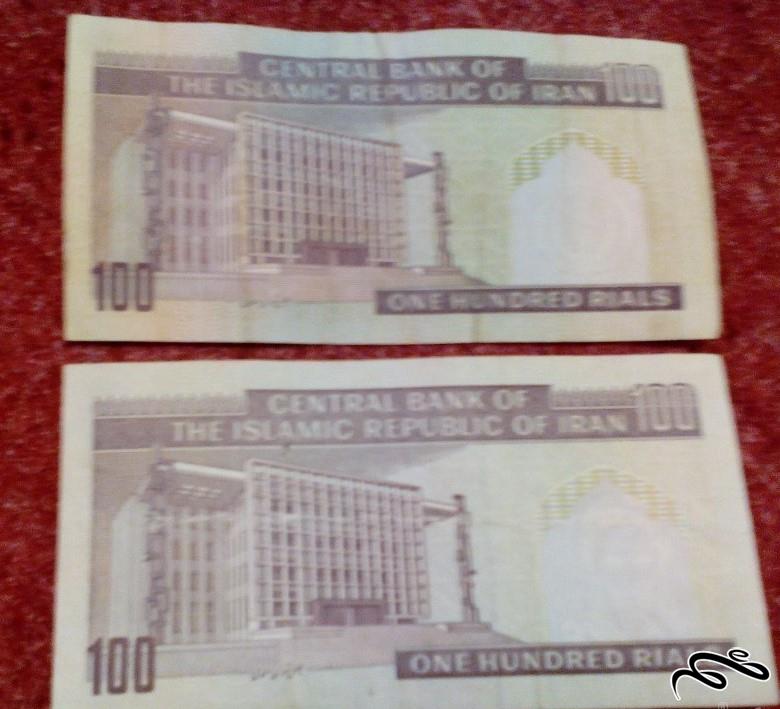 CENTRAL BANK OF
THE ISLAMIC REPUBLIC OF IRAN 100
100
ONE HUNDRED RIALS
CENTRAL BANK OF
THE ISLAMIC REPUBLIC OF IRAN 100
100
ONE HUNDRED RIA